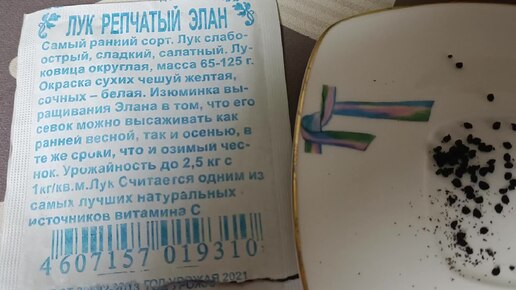 ЛУК РЕПЧАТЫЙ ЭЛАН
Самый ранний сорт. Лук слабо-
острый, сладкий, салатный. Лу-
ковица округлая, масса 65-125 г.
Окраска сухих чешуй желтая,
сочных – белая. Изюминка вы-
ращивания Элана в том, что его
севок можно высаживать как
ранней весной, так и осенью, в
те же сроки, что и озимый чес-
нок. Урожайность до 2,5 кг с
1кг/кв.м.Лук Считается одним из
самых лучших натуральных
источников витамина С
4 607157 019310
ГОД УРОЖАЯ 2021